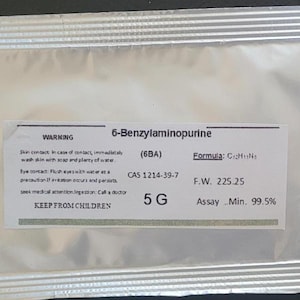 6-Benzylaminopurine
WARNING
(6BA)
Formula: C₁₂H₁₁N₅
Skin contact: In case of contact, immediately
wash skin with soap and plenty of water.
CAS 1214-39-7
F.W. 225.25
Eye contact: Flush eyes with water as a
precaution if irritation occurs and persists,
seek medical attention.Ingestion: Call a doctor
5 G
Assay ..Min. 99.5%
KEEP FROM CHILDREN